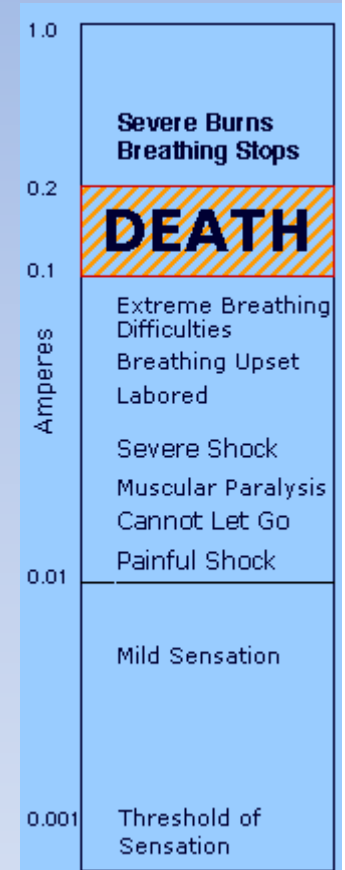 1.0
Severe Burns
Breathing Stops
0.2
DEATH
0.1
Extreme Breathing
Difficulties
Breathing Upset
Labored
Amperes
Severe Shock
Muscular Paralysis
Cannot Let Go
Painful Shock
0.01
Mild Sensation
0.001
Threshold of
Sensation